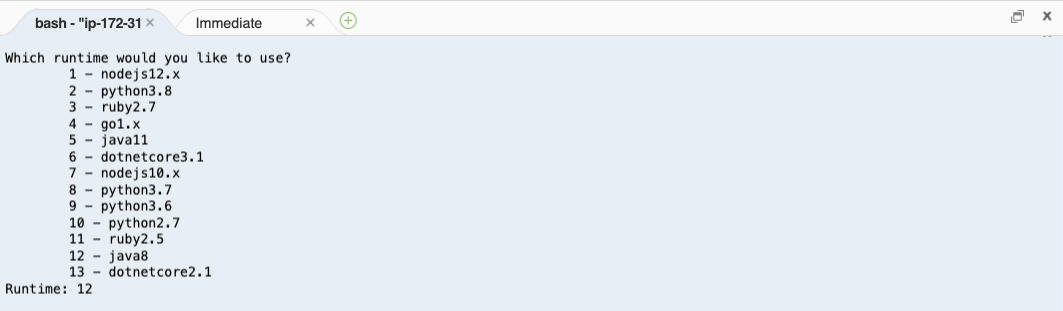 bash - "ip-172-31
Immediate
Which runtime would you like to use?
1 - nodejs12.x
2 - python3.8
3 - ruby2.7
4 - go1.x
5 - java11
6 - dotnetcore3.1
7 - nodejs10.x
8 - python3.7
9 - python3.6
10 - python2.7
11 - ruby2.5
12 - java8
13 - dotnetcore2.1
Runtime: 12